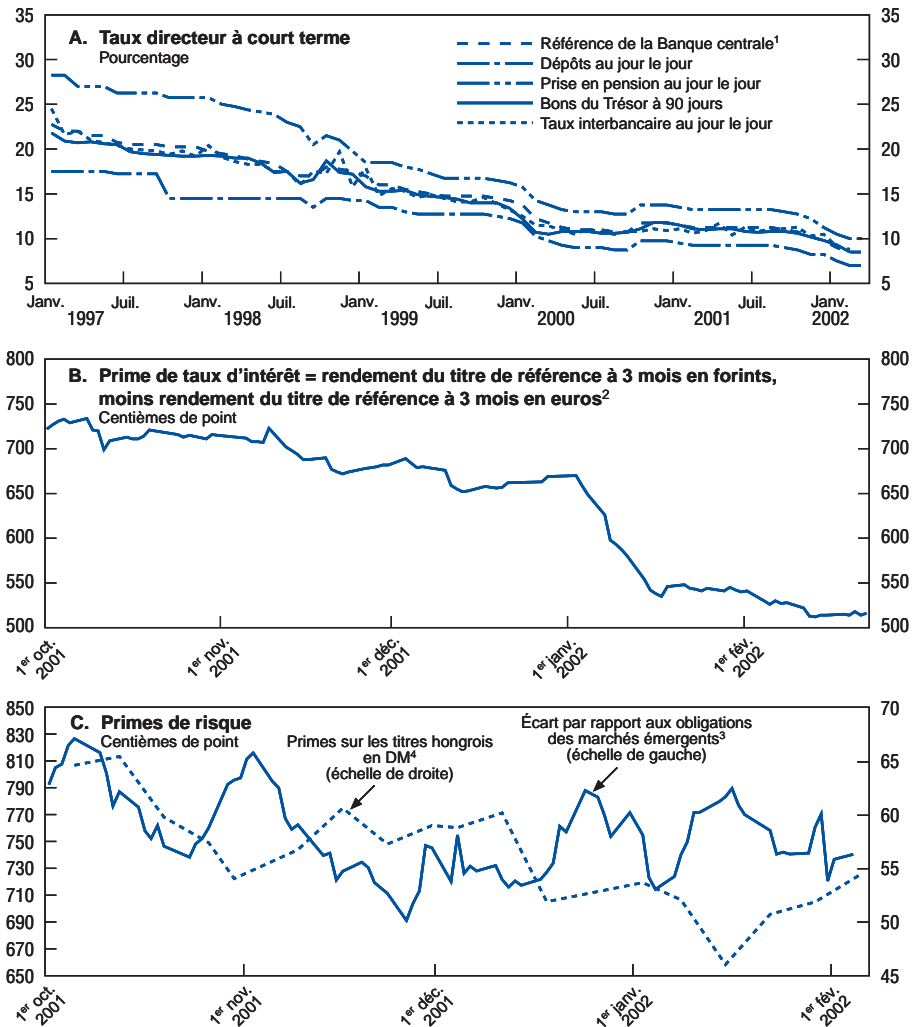 A. Taux directeur à court terme
Pourcentage
Référence de la Banque centrale¹
Dépôts au jour le jour
Prise en pension au jour le jour
Bons du Trésor à 90 jours
Taux interbancaire au jour le jour
35 35
30 30
25 25
20 20
15 15
10 10
5 5
Janv. Juil. Janv. Juil. Janv. Juil. Janv. Juil. Janv. Juil. Janv.
1997 1998 1999 2000 2001 2002
B. Prime de taux d'intérêt = rendement du titre de référence à 3 mois en forints,
moins rendement du titre de référence à 3 mois en euros²
Centièmes de point
800 800
750 750
700 700
650 650
600 600
550 550
500 500
1er oct. 2001
1er nov. 2001
1er déc. 2001
1er janv. 2002
1er fév. 2002
C. Primes de risque
Centièmes de point
Primes sur les titres hongrois
en DM⁴
(échelle de droite)
Écart par rapport aux obligations
des marchés émergents³
(échelle de gauche)
850 70
830
810 65
790
770 60
750
730 55
710
690 50
670
650 45
1er oct. 2001
1er nov. 2001
1er déc. 2001
1er janv. 2002
1er fév. 2002